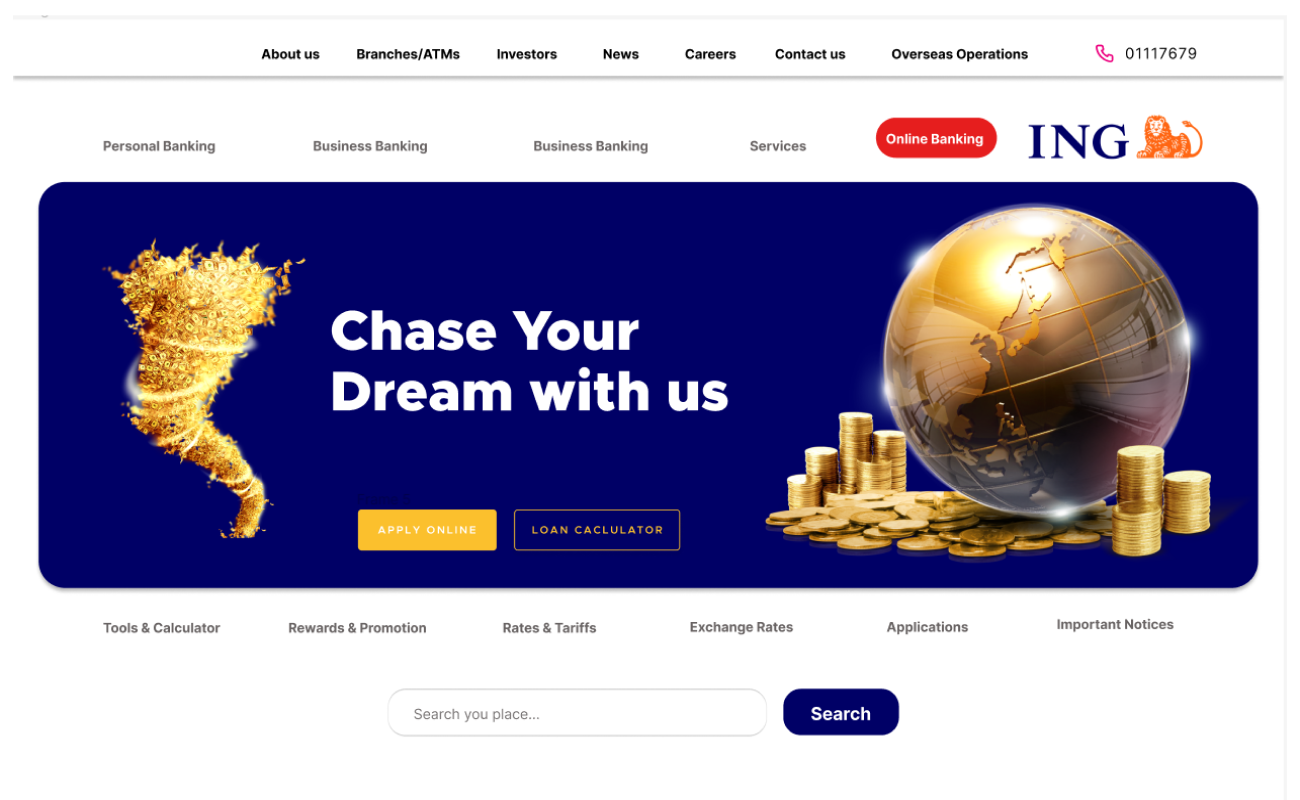 About us Branches/ATMs Investors News Careers Contact us Overseas Operations 01117679
Personal Banking Business Banking Business Banking Services Online Banking ING
Chase Your
Dream with us
APPLY ONLINE LOAN CACLULATOR
Tools & Calculator Rewards & Promotion Rates & Tariffs Exchange Rates Applications Important Notices
Search you place... Search